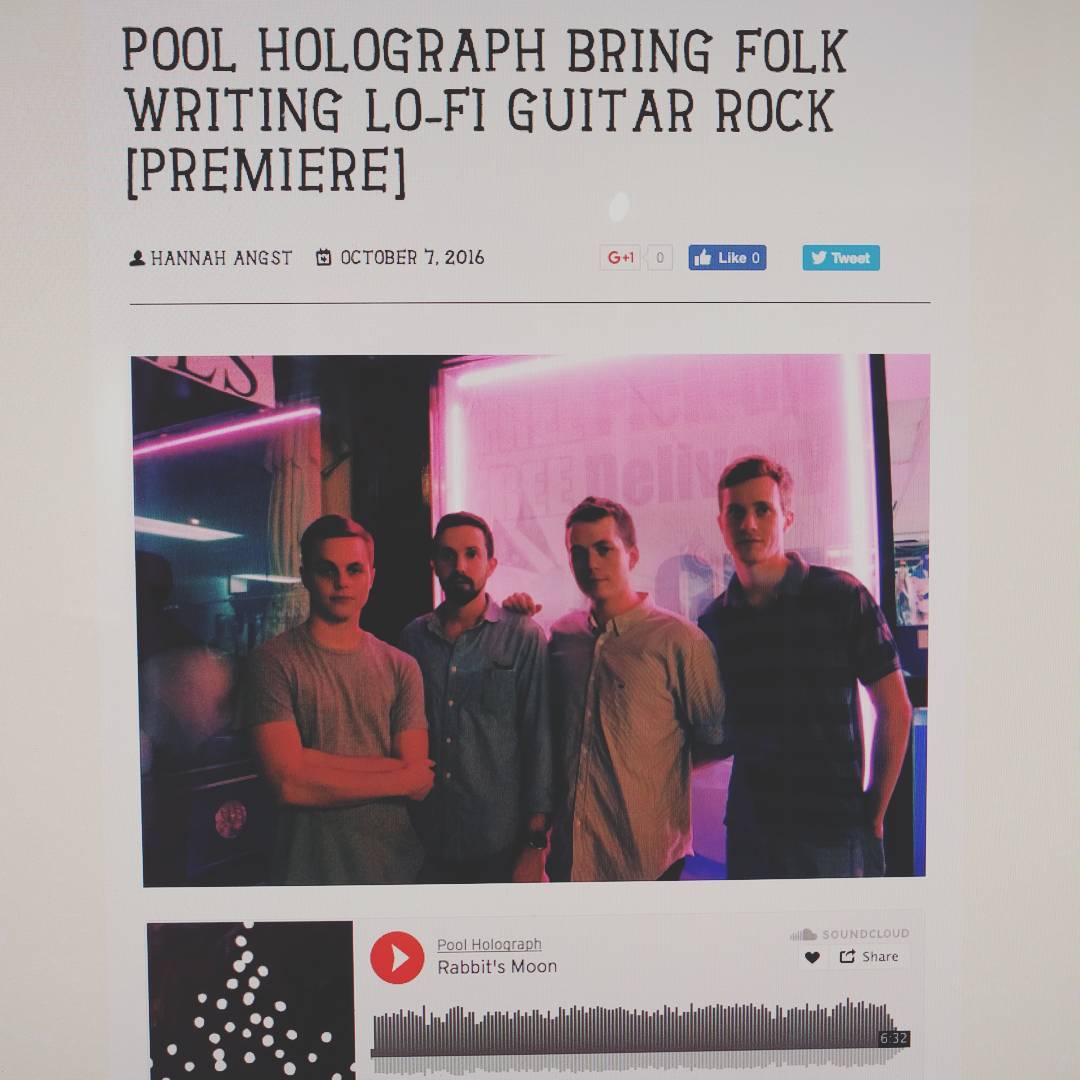 POOL HOLOGRAPH BRING FOLK
WRITING LO-FI GUITAR ROCK
[PREMIERE]
HANNAH ANGST OCTOBER 7, 2016 G+1 0 Like 0 Tweet
Pool Holograph
Rabbit's Moon
SOUNDCLOUD
Share
6:32